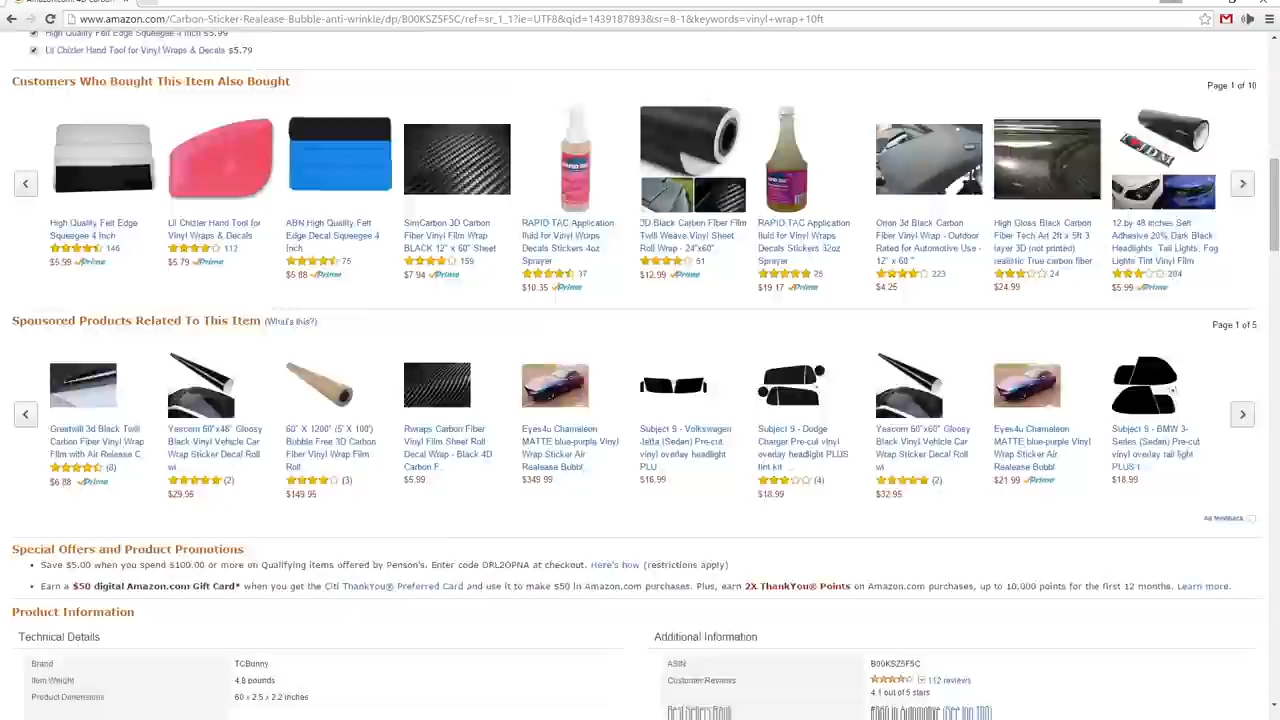 www.amazon.com/Carbon-Sticker-Realease-Bubble-anti-wrinkle/dp/B00KSZ5F5C/ref=sr_1_1?ie=UTF8&qid=1439187893&sr=8-1&keywords=vinyl+wrap+10ft
High Quality Felt Edge Squeegee 4 Inch $5.99
Lil Chizler Hand Tool for Vinyl Wraps & Decals $5.79
Customers Who Bought This Item Also Bought
Page 1 of 10
High Quality Felt Edge
Squeegee 4 Inch
146
$5.99 Prime
Lil Chizler Hand Tool for
Vinyl Wraps & Decals
112
$5.79 Prime
ABN High Quality Felt
Edge Decal Squeegee 4
Inch
75
$5.88 Prime
SimCarbon 3D Carbon
Fiber Vinyl Film Wrap
BLACK 12" x 60" Sheet
159
$7.94 Prime
RAPID TAC Application
fluid for Vinyl Wraps
Decals Stickers 4oz
Sprayer
37
$10.35 Prime
3D Black Carbon Fiber Film
Twill Weave Vinyl Sheet
Roll Wrap - 24"x60"
51
$12.99 Prime
RAPID TAC Application
fluid for Vinyl Wraps
Decals Stickers 32oz
Sprayer
25
$19.17 Prime
Orion 3d Black Carbon
Fiber Vinyl Wrap - Outdoor
Rated for Automotive Use -
12" x 60"
223
$4.25
High Gloss Black Carbon
Fiber Tech Art 2ft x 5ft 3
layer 3D (not printed)
realistic True carbon fiber
24
$24.99
12 by 48 inches Self
Adhesive 20% Dark Black
Headlights, Tail Lights, Fog
Lights Tint Vinyl Film
284
$5.99 Prime
Sponsored Products Related To This Item (What's this?)
Page 1 of 5
Greatwill 3d Black Twill
Carbon Fiber Vinyl Wrap
Film with Air Release C...
(8)
$6.88 Prime
Yescom 60"x48" Glossy
Black Vinyl Vehicle Car
Wrap Sticker Decal Roll
wi...
(2)
$29.95
60" X 1200" (5' X 100')
Bubble Free 3D Carbon
Fiber Vinyl Wrap Film
Roll
(3)
$149.95
Rwraps Carbon Fiber
Vinyl Film Sheet Roll
Decal Wrap - Black 4D
Carbon F...
$5.99
Eyes4u Chameleon
MATTE blue-purple Vinyl
Wrap Sticker Air
Realease Bubbl...
$349.99
Subject 9 - Volkswagen
Jetta (Sedan) Pre-cut
vinyl overlay headlight
PLU...
$16.99
Subject 9 - Dodge
Charger Pre-cut vinyl
overlay headlight PLUS
tint kit ...
(4)
$18.99
Yescom 60"x60" Glossy
Black Vinyl Vehicle Car
Wrap Sticker Decal Roll
wi...
(2)
$32.95
Eyes4u Chameleon
MATTE blue-purple Vinyl
Wrap Sticker Air
Realease Bubbl...
$21.99 Prime
Subject 9 - BMW 3-
Series (Sedan) Pre-cut
vinyl overlay tail light
PLUS t...
$18.99
Ad feedback
Special Offers and Product Promotions
Save $5.00 when you spend $100.00 or more on Qualifying items offered by Penson's. Enter code ORL2OPNA at checkout. Here's how (restrictions apply)
Earn a $50 digital Amazon.com Gift Card* when you get the Citi ThankYou® Preferred Card and use it to make $50 in Amazon.com purchases. Plus, earn 2X ThankYou® Points on Amazon.com purchases, up to 10,000 points for the first 12 months. Learn more.
Product Information
Technical Details
Brand TCBunny
Item Weight 4.8 pounds
Product Dimensions 60 x 2.5 x 2.2 inches
Additional Information
ASIN B00KSZ5F5C
Customer Reviews 112 reviews
4.1 out of 5 stars
Best Sellers Rank in Automotive (See top 100)